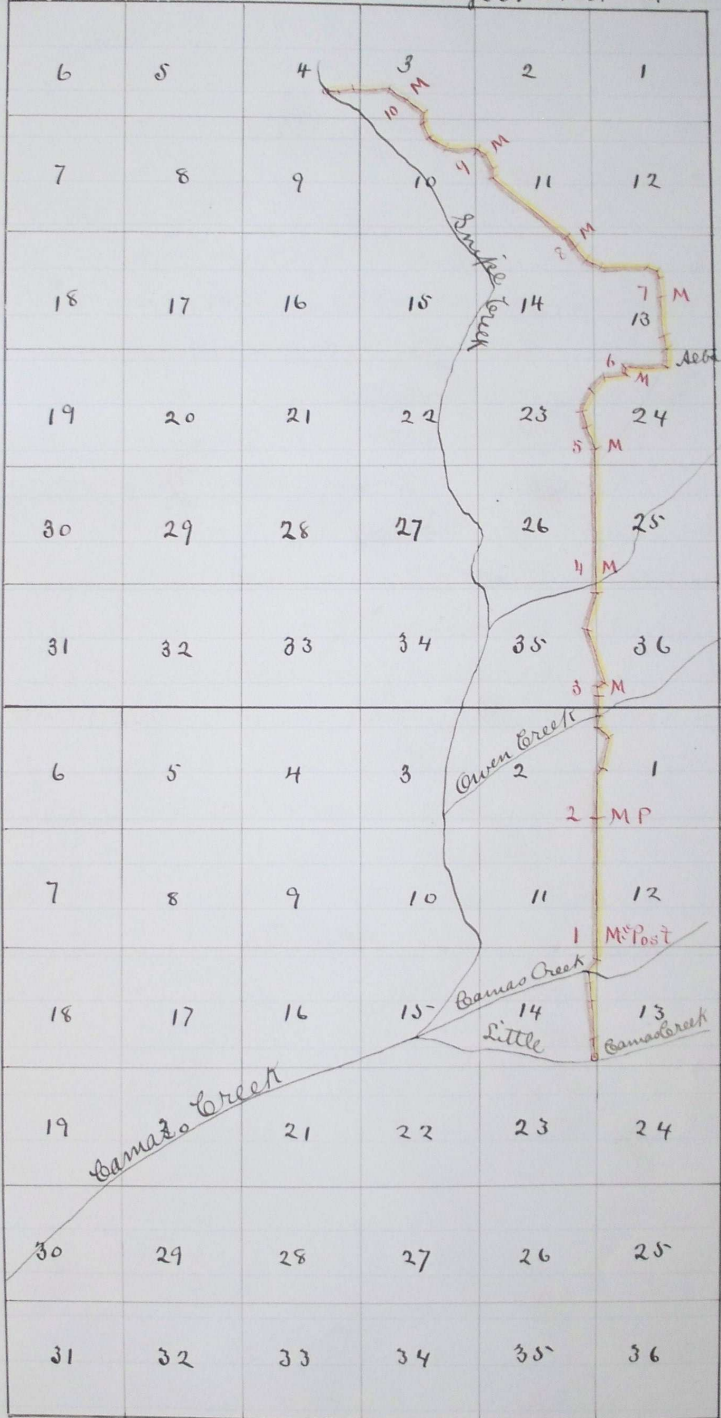 6 5 4 3 2 1
M
10
M
9
7 8 9 10 11 12
M
8
Snipe Creek
18 17 16 15 14 13
7 M
6
M
Alba
19 20 21 22 23 24
5 M
30 29 28 27 26 25
4 M
31 32 33 34 35 36
3 M
Owen Creek
6 5 4 3 2 1
2 M P
7 8 9 10 11 12
1 Mle Post
Camas Creek
18 17 16 15 14 13
Little Camas Creek
Camas Creek
19 20 21 22 23 24
30 29 28 27 26 25
31 32 33 34 35 36